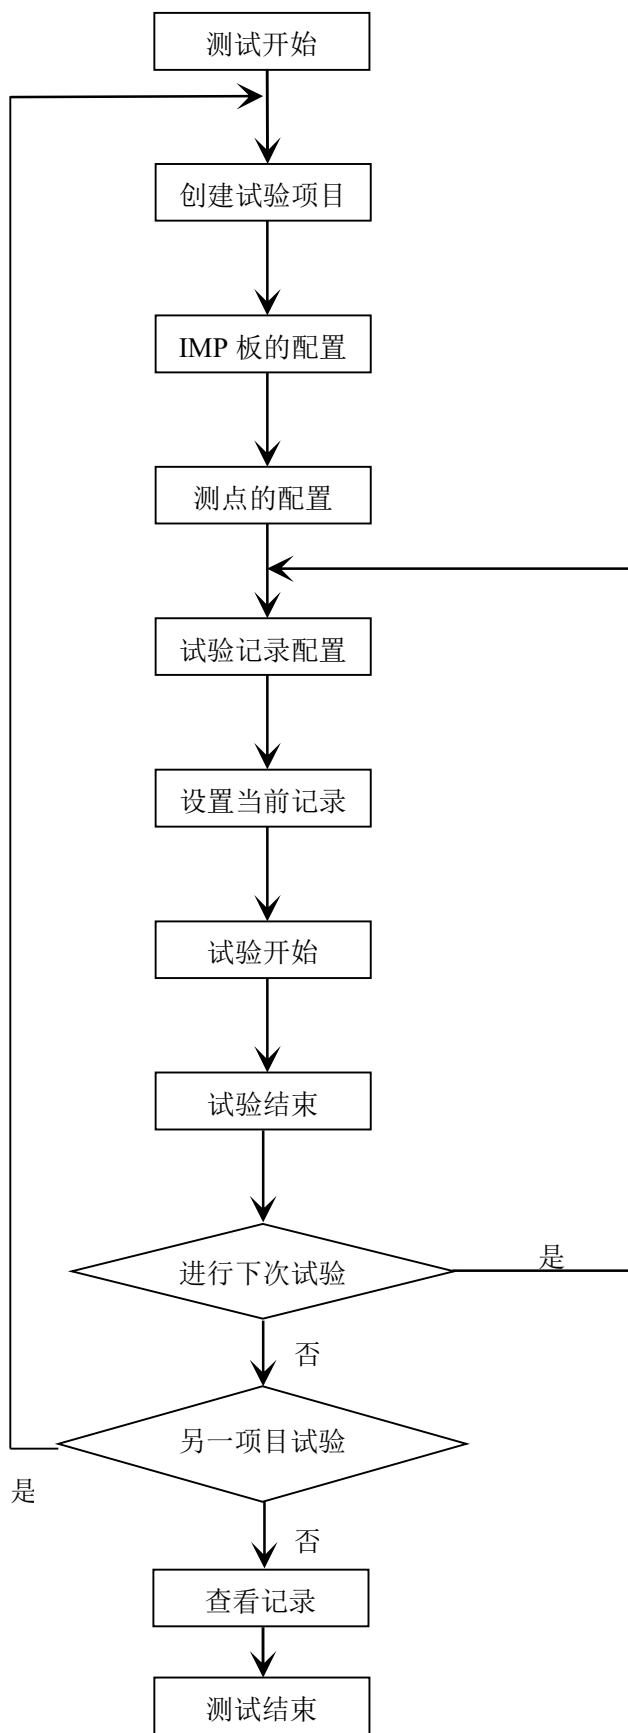 测试开始
创建试验项目
IMP 板的配置
测点的配置
试验记录配置
设置当前记录
试验开始
试验结束
进行下次试验
是
否
另一项目试验
是
否
查看记录
测试结束